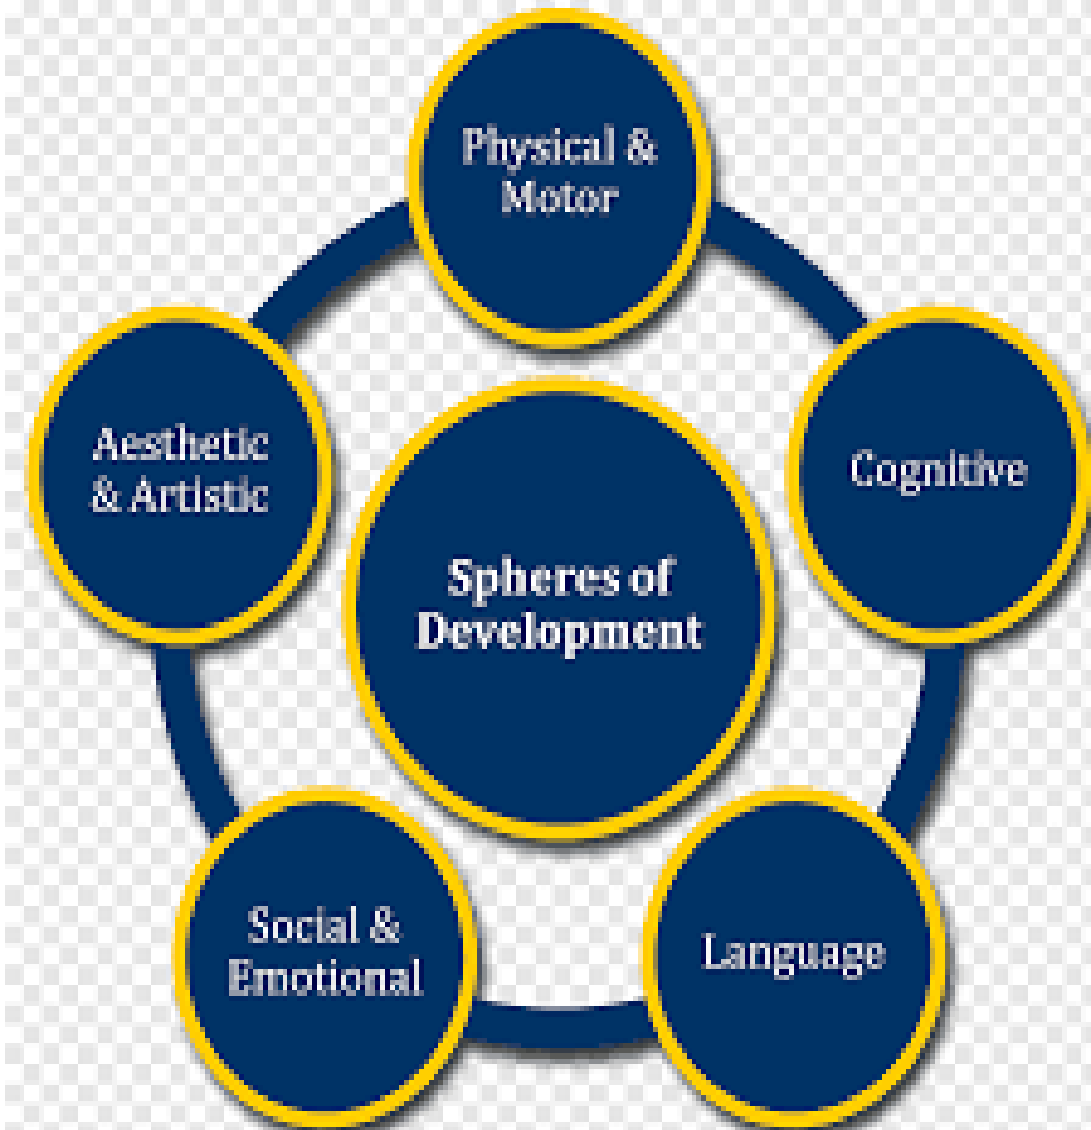 Physical &
Motor
Cognitive
Language
Social &
Emotional
Aesthetic
& Artistic
Spheres of
Development